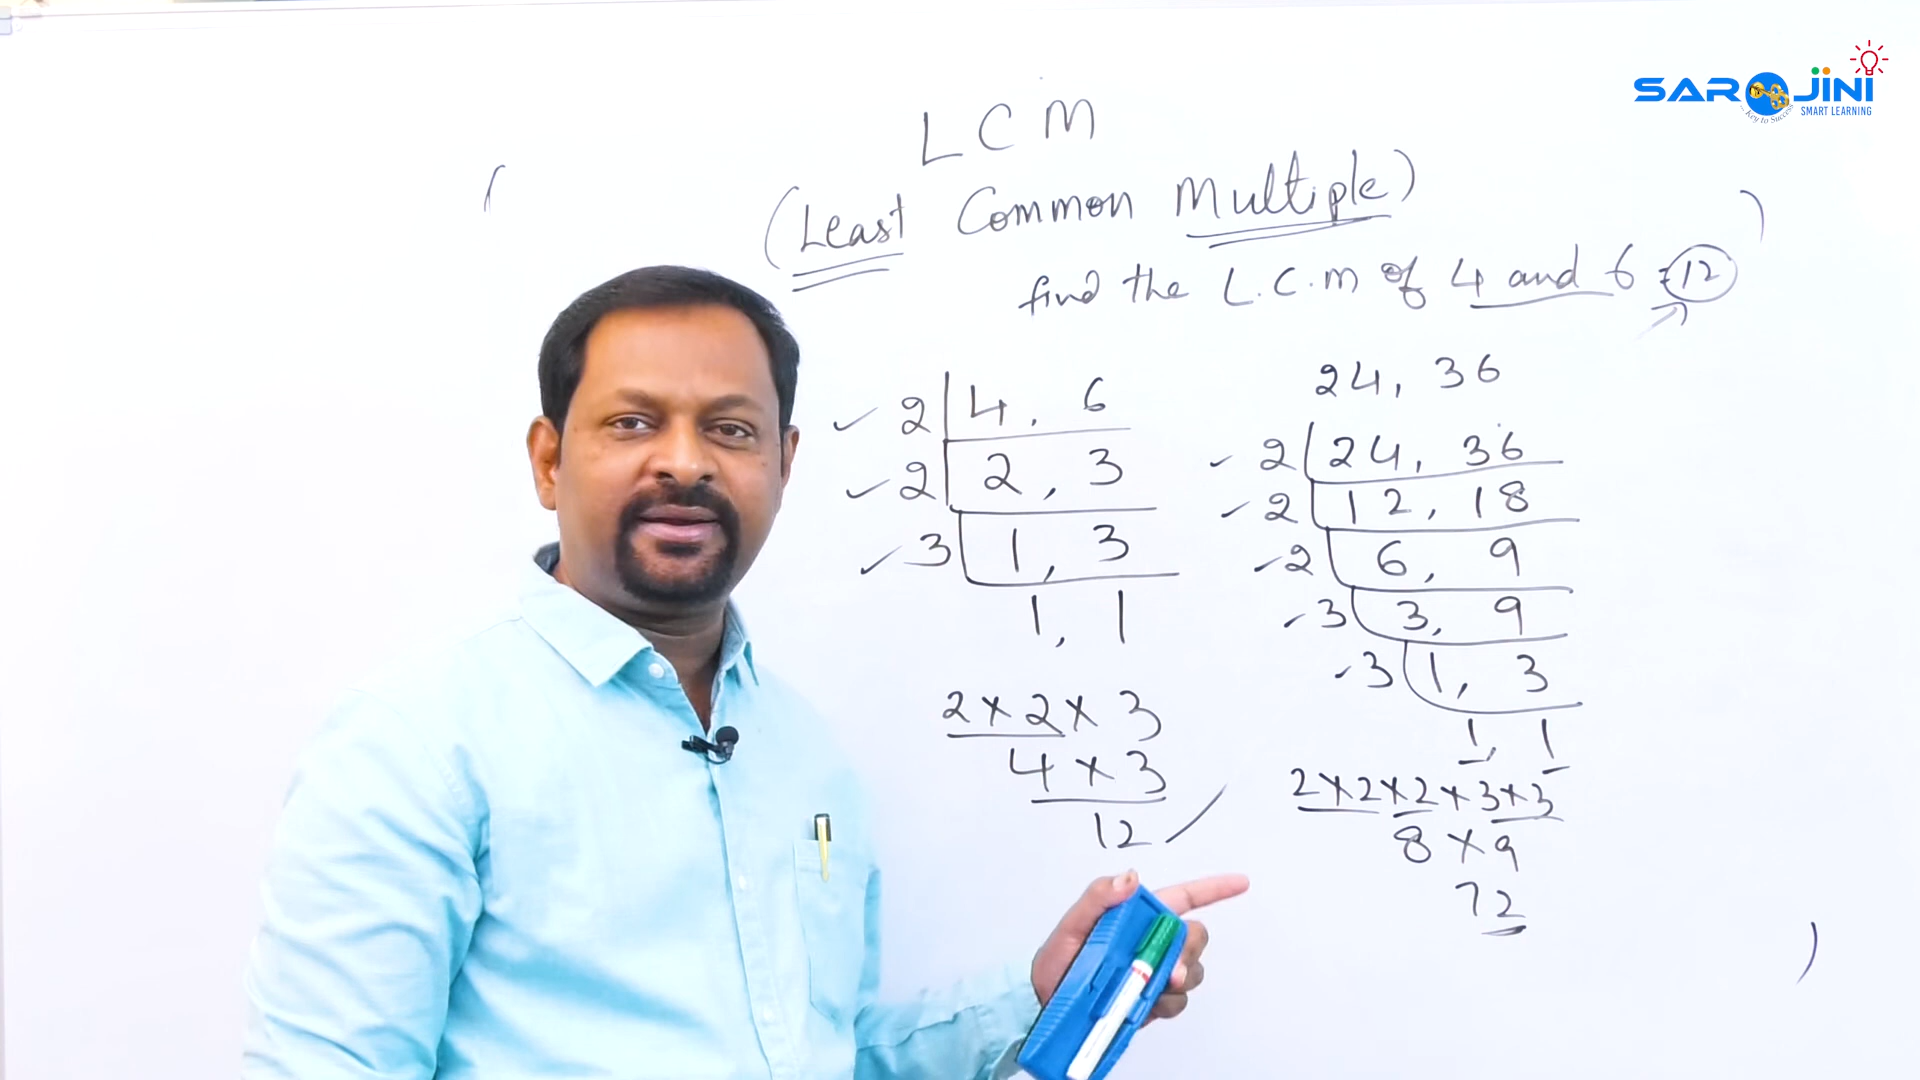 SAROJINI
Key to Success
SMART LEARNING
LCM
(Least Common Multiple)
find the L.C.M of 4 and 6 = 12
2 4, 6
2 2, 3
3 1, 3
1, 1
2 × 2 × 3
4 × 3
12
24, 36
2 24, 36
2 12, 18
2 6, 9
3 3, 9
3 1, 3
1, 1
2×2×2×3×3
8 × 9
72